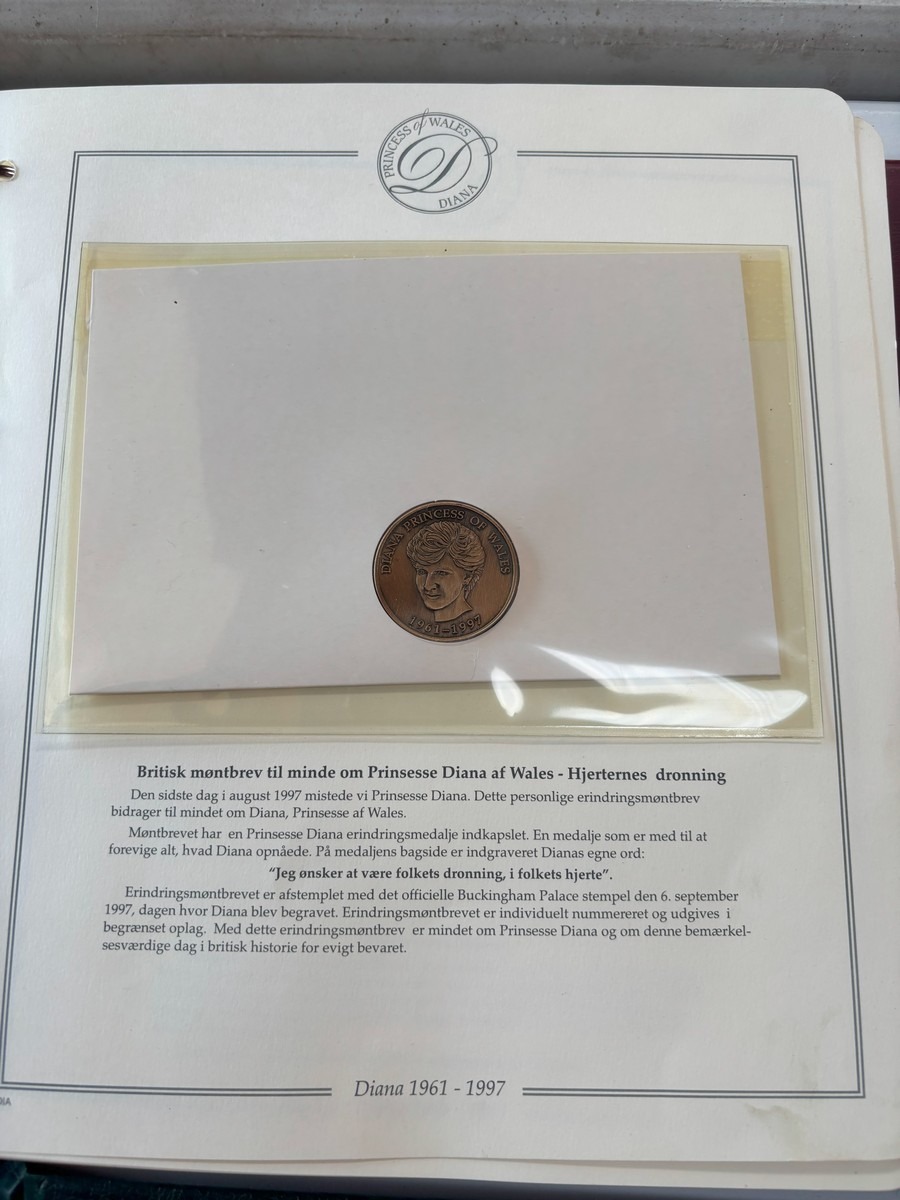 PRINCESS of WALES
D
DIANA
DIANA PRINCESS OF WALES
1961-1997
Britisk møntbrev til minde om Prinsesse Diana af Wales - Hjerternes dronning
Den sidste dag i august 1997 mistede vi Prinsesse Diana. Dette personlige erindringsmøntbrev
bidrager til mindet om Diana, Prinsesse af Wales.
Møntbrevet har en Prinsesse Diana erindringsmedalje indkapslet. En medalje som er med til at
forevige alt, hvad Diana opnåede. På medaljens bagside er indgraveret Dianas egne ord:
“Jeg ønsker at være folkets dronning, i folkets hjerte”.
Erindringsmøntbrevet er afstemplet med det officielle Buckingham Palace stempel den 6. september
1997, dagen hvor Diana blev begravet. Erindringsmøntbrevet er individuelt nummereret og udgives i
begrænset oplag. Med dette erindringsmøntbrev er mindet om Prinsesse Diana og om denne bemærkel-
sesværdige dag i britisk historie for evigt bevaret.
Diana 1961 - 1997